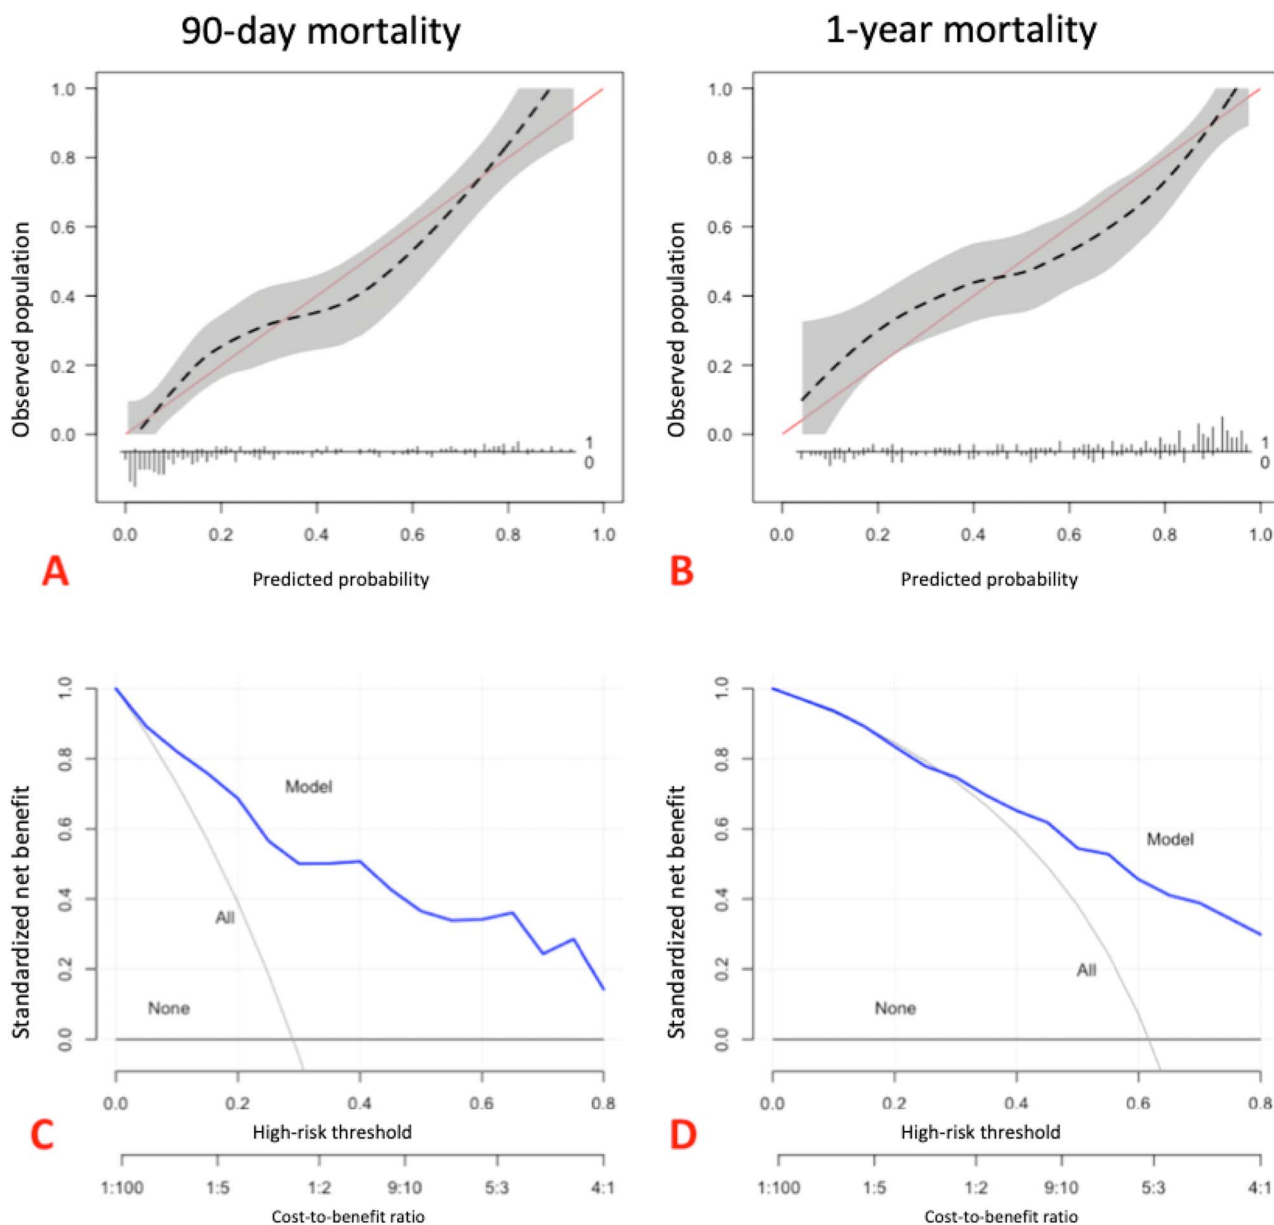 90-day mortality
1-year mortality
Observed population
1.0
0.8
0.6
0.4
0.2
0.0
1
0
0.0 0.2 0.4 0.6 0.8 1.0
Predicted probability
A
Observed population
1.0
0.8
0.6
0.4
0.2
0.0
1
0
0.0 0.2 0.4 0.6 0.8 1.0
Predicted probability
B
Standardized net benefit
1.0
0.8
0.6
0.4
0.2
0.0
Model
All
None
0.0 0.2 0.4 0.6 0.8
High-risk threshold
C
1:100 1:5 1:2 9:10 5:3 4:1
Cost-to-benefit ratio
Standardized net benefit
1.0
0.8
0.6
0.4
0.2
0.0
Model
All
None
0.0 0.2 0.4 0.6 0.8
High-risk threshold
D
1:100 1:5 1:2 9:10 5:3 4:1
Cost-to-benefit ratio